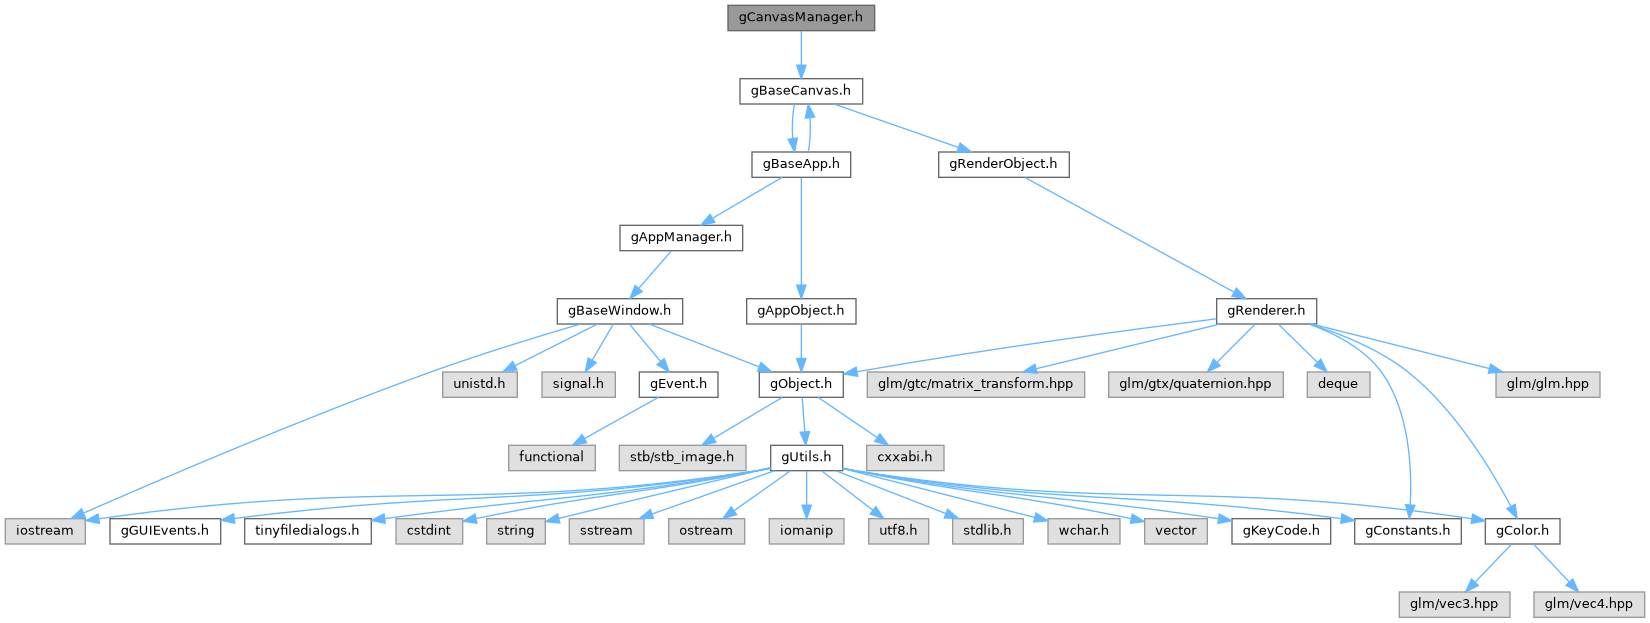 gCanvasManager.h
gBaseCanvas.h
gBaseApp.h
gRenderObject.h
gAppManager.h
gBaseWindow.h
gAppObject.h
gRenderer.h
unistd.h
signal.h
gEvent.h
gObject.h
glm/gtc/matrix_transform.hpp
glm/gtx/quaternion.hpp
deque
glm/glm.hpp
functional
stb/stb_image.h
gUtils.h
cxxabi.h
iostream
gGUIEvents.h
tinyfiledialogs.h
cstdint
string
sstream
ostream
iomanip
utf8.h
stdlib.h
wchar.h
vector
gKeyCode.h
gConstants.h
gColor.h
glm/vec3.hpp
glm/vec4.hpp